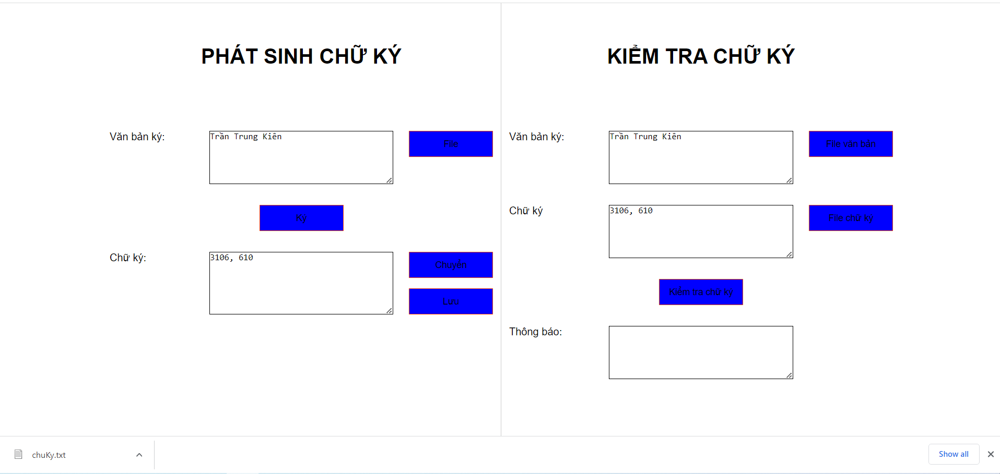 PHÁT SINH CHỮ KÝ
Văn bản ký:
Trần Trung Kiên
File
Ký
Chữ ký:
3106, 610
Chuyển
Lưu
KIỂM TRA CHỮ KÝ
Văn bản ký:
Trần Trung Kiên
File văn bản
Chữ ký
3106, 610
File chữ ký
Kiểm tra chữ ký
Thông báo:
chuKy.txt
Show all